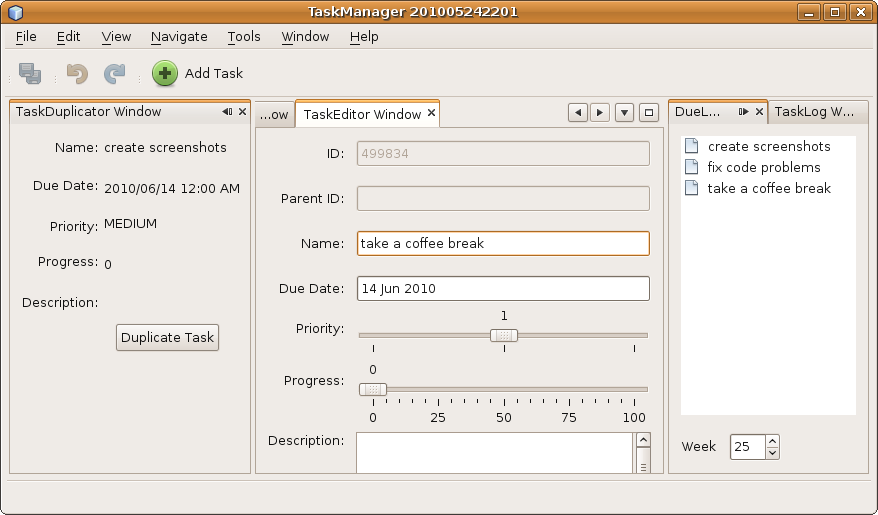 TaskManager 201005242201
File Edit View Navigate Tools Window Help
Add Task
TaskDuplicator Window
Name: create screenshots
Due Date: 2010/06/14 12:00 AM
Priority: MEDIUM
Progress: 0
Description:
Duplicate Task
...ow TaskEditor Window
ID: 499834
Parent ID:
Name: take a coffee break
Due Date: 14 Jun 2010
1
Priority:
0
Progress:
0 25 50 75 100
Description:
DueL... TaskLog W...
create screenshots
fix code problems
take a coffee break
Week 25